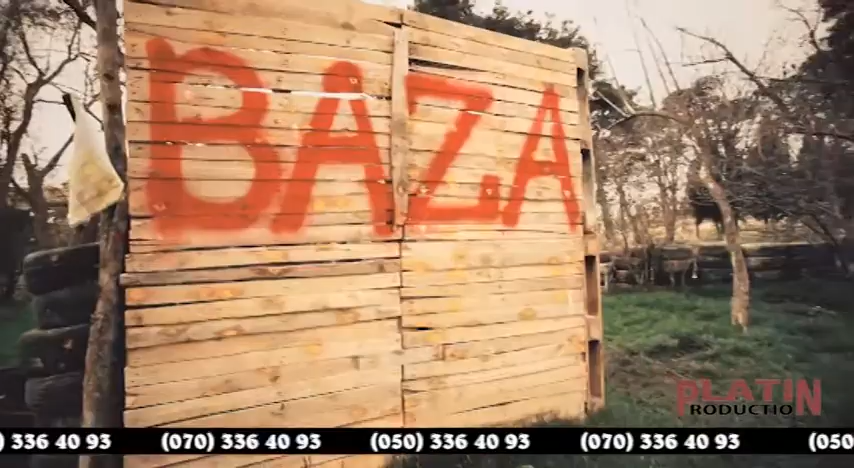 BAZA
PLATIN
RODUCTIO
) 336 40 93 (070) 336 40 93 (050) 336 40 93 (070) 336 40 93 (050